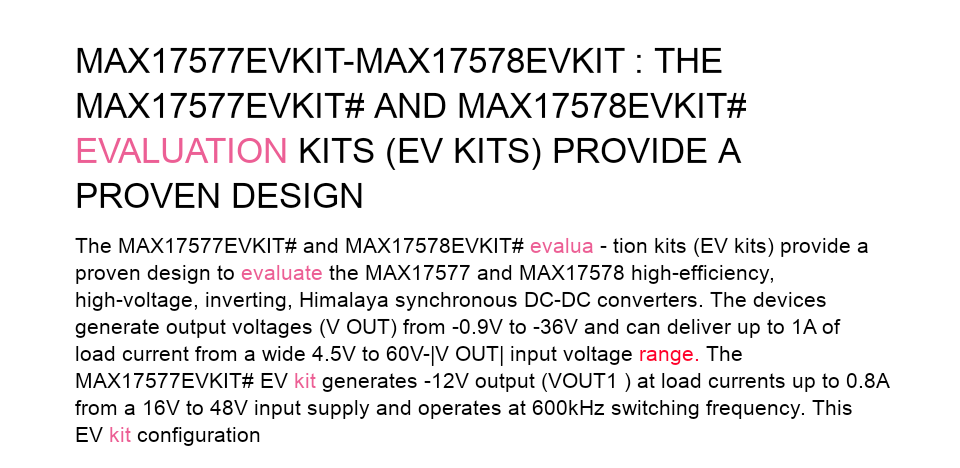 MAX17577EVKIT-MAX17578EVKIT : THE
MAX17577EVKIT# AND MAX17578EVKIT#
EVALUATION KITS (EV KITS) PROVIDE A
PROVEN DESIGN
The MAX17577EVKIT# and MAX17578EVKIT# evalua - tion kits (EV kits) provide a
proven design to evaluate the MAX17577 and MAX17578 high-efficiency,
high-voltage, inverting, Himalaya synchronous DC-DC converters. The devices
generate output voltages (V OUT) from -0.9V to -36V and can deliver up to 1A of
load current from a wide 4.5V to 60V-|V OUT| input voltage range. The
MAX17577EVKIT# EV kit generates -12V output (VOUT1 ) at load currents up to 0.8A
from a 16V to 48V input supply and operates at 600kHz switching frequency. This
EV kit configuration